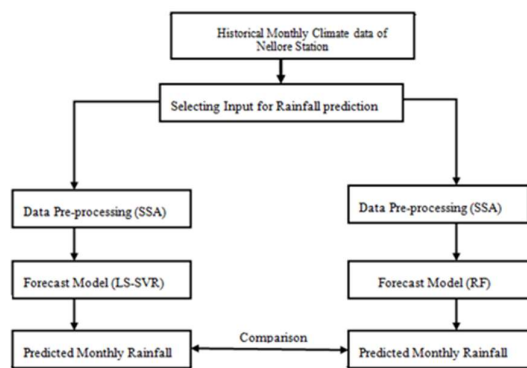 Historical Monthly Climate data of
Nellore Station
Selecting Input for Rainfall prediction
Data Pre-processing (SSA)
Data Pre-processing (SSA)
Forecast Model (LS-SVR)
Forecast Model (RF)
Comparison
Predicted Monthly Rainfall
Predicted Monthly Rainfall